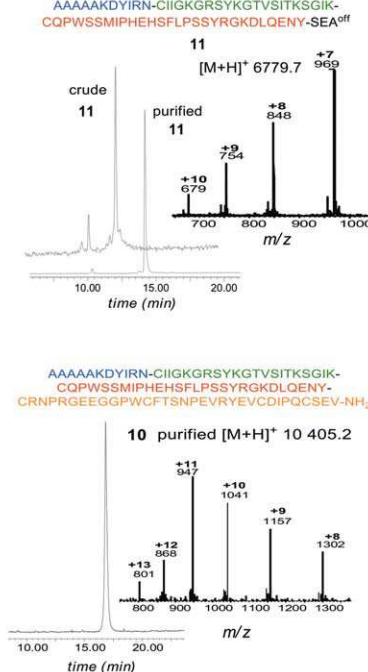 AAAAAKDYIRN-CIIGKGRSYKGTVSITKSGIK-
CQPWSSMIPHEHSFLPSSYRGKDLQENY-SEAoff
11
[M+H]+ 6779.7
+7
969
crude
11
purified
11
+8
848
+9
754
+10
679
700 800 900 1000
m/z
10.00 15.00 20.00
time (min)
AAAAAKDYIRN-CIIGKGRSYKGTVSITKSGIK-
CQPWSSMIPHEHSFLPSSYRGKDLQENY-
CRNPRGEEGGPWCFTSNPEVRYEVCDIPQCSEV-NH2
10 purified [M+H]+ 10 405.2
+11
947
+10
1041
+9
1157
+8
1302
+12
868
+13
801
800 900 1000 1100 1200 1300
m/z
10.00 15.00 20.00
time (min)